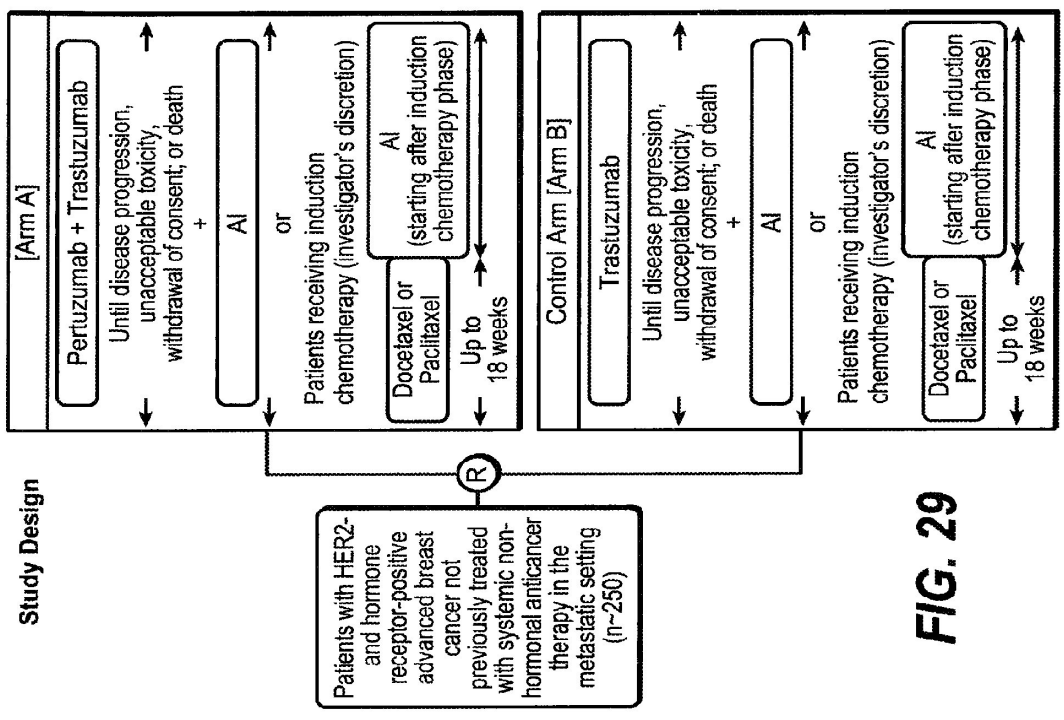 Study Design
Patients with HER2-
and hormone
receptor-positive
advanced breast
cancer not
previously treated
with systemic non-
hormonal anticancer
therapy in the
metastatic setting
(n~250)
R
[Arm A]
Pertuzumab + Trastuzumab
Until disease progression,
unacceptable toxicity,
withdrawal of consent; or death
+
AI
or
Patients receiving induction
chemotherapy (investigator's discretion)
Docetaxel or
Paclitaxel
AI
(starting after induction
chemotherapy phase)
Up to
18 weeks
Control Arm [Arm B]
Trastuzumab
Until disease progression,
unacceptable toxicity,
withdrawal of consent; or death
+
AI
or
Patients receiving induction
chemotherapy (investigator's discretion)
Docetaxel or
Paclitaxel
AI
(starting after induction
chemotherapy phase)
Up to
18 weeks
FIG. 29